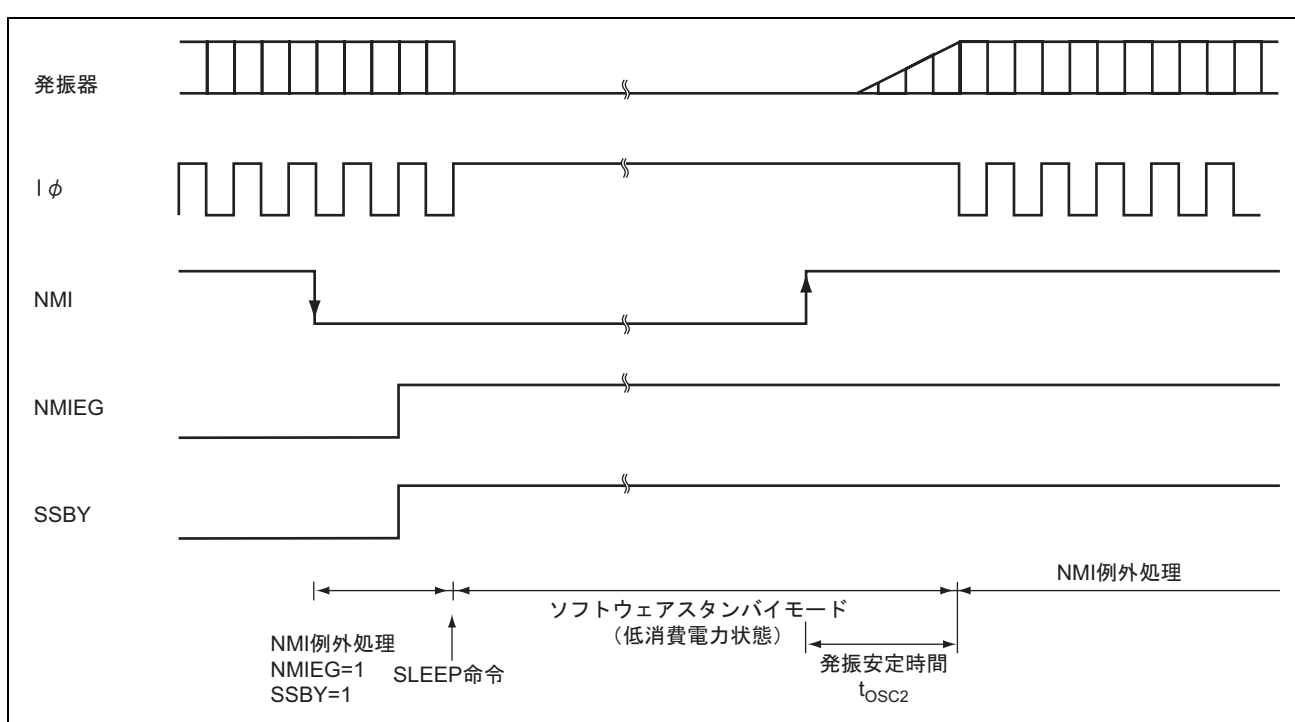 発振器
Iφ
NMI
NMIEG
SSBY
NMI例外処理
NMIEG=1
SSBY=1
SLEEP命令
ソフトウェアスタンバイモード
（低消費電力状態）
発振安定時間
tOSC2
NMI例外処理